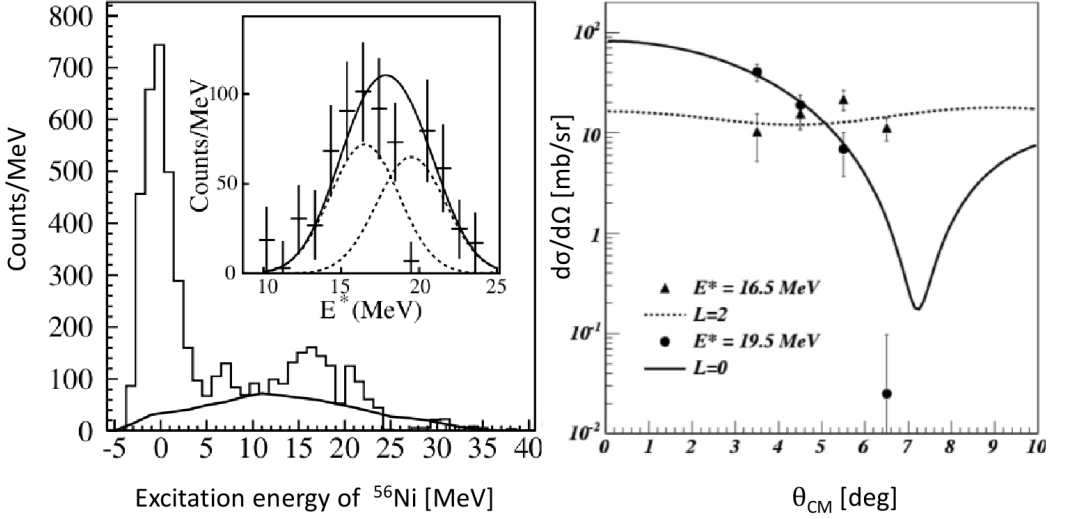 800
700
600
500
400
300
200
100
0
Counts/MeV
-5 0 5 10 15 20 25 30 35 40
Excitation energy of ⁵⁶Ni [MeV]
Counts/MeV
100
50
0
10 15 20 25
E* (MeV)
dσ/dΩ [mb/sr]
10²
10
1
10⁻¹
10⁻²
▲ E* = 16.5 MeV
L=2
● E* = 19.5 MeV
L=0
0 1 2 3 4 5 6 7 8 9 10
θCM [deg]